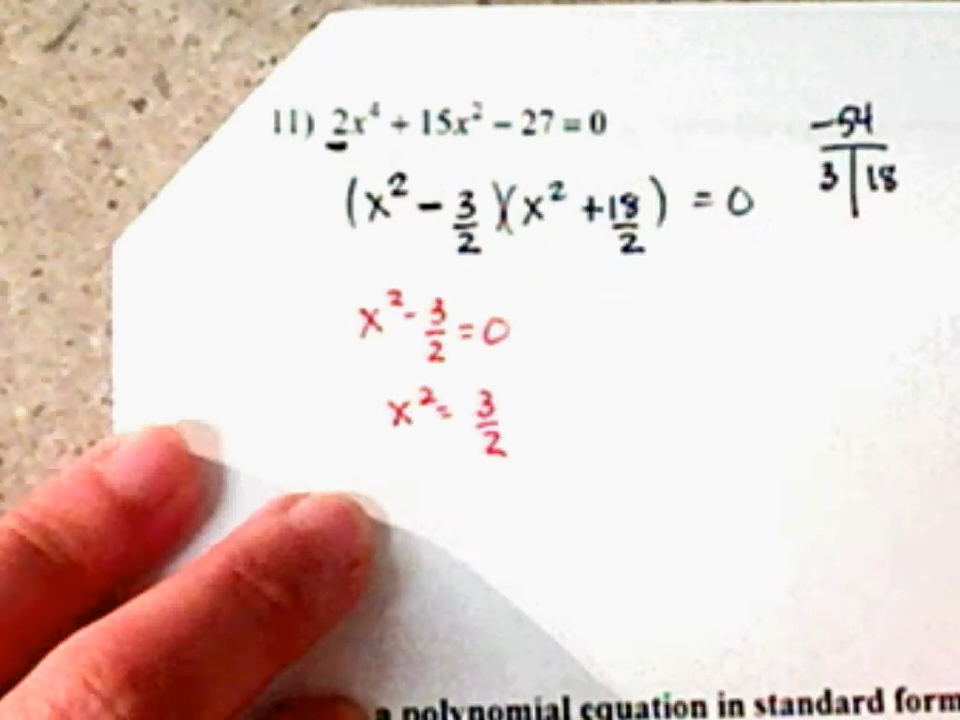 11) 2x⁴ + 15x² − 27 = 0
-54
3 | 18
(x² - 3/2)(x² + 18/2) = 0
x² - 3/2 = 0
x² = 3/2
a polynomial equation in standard form